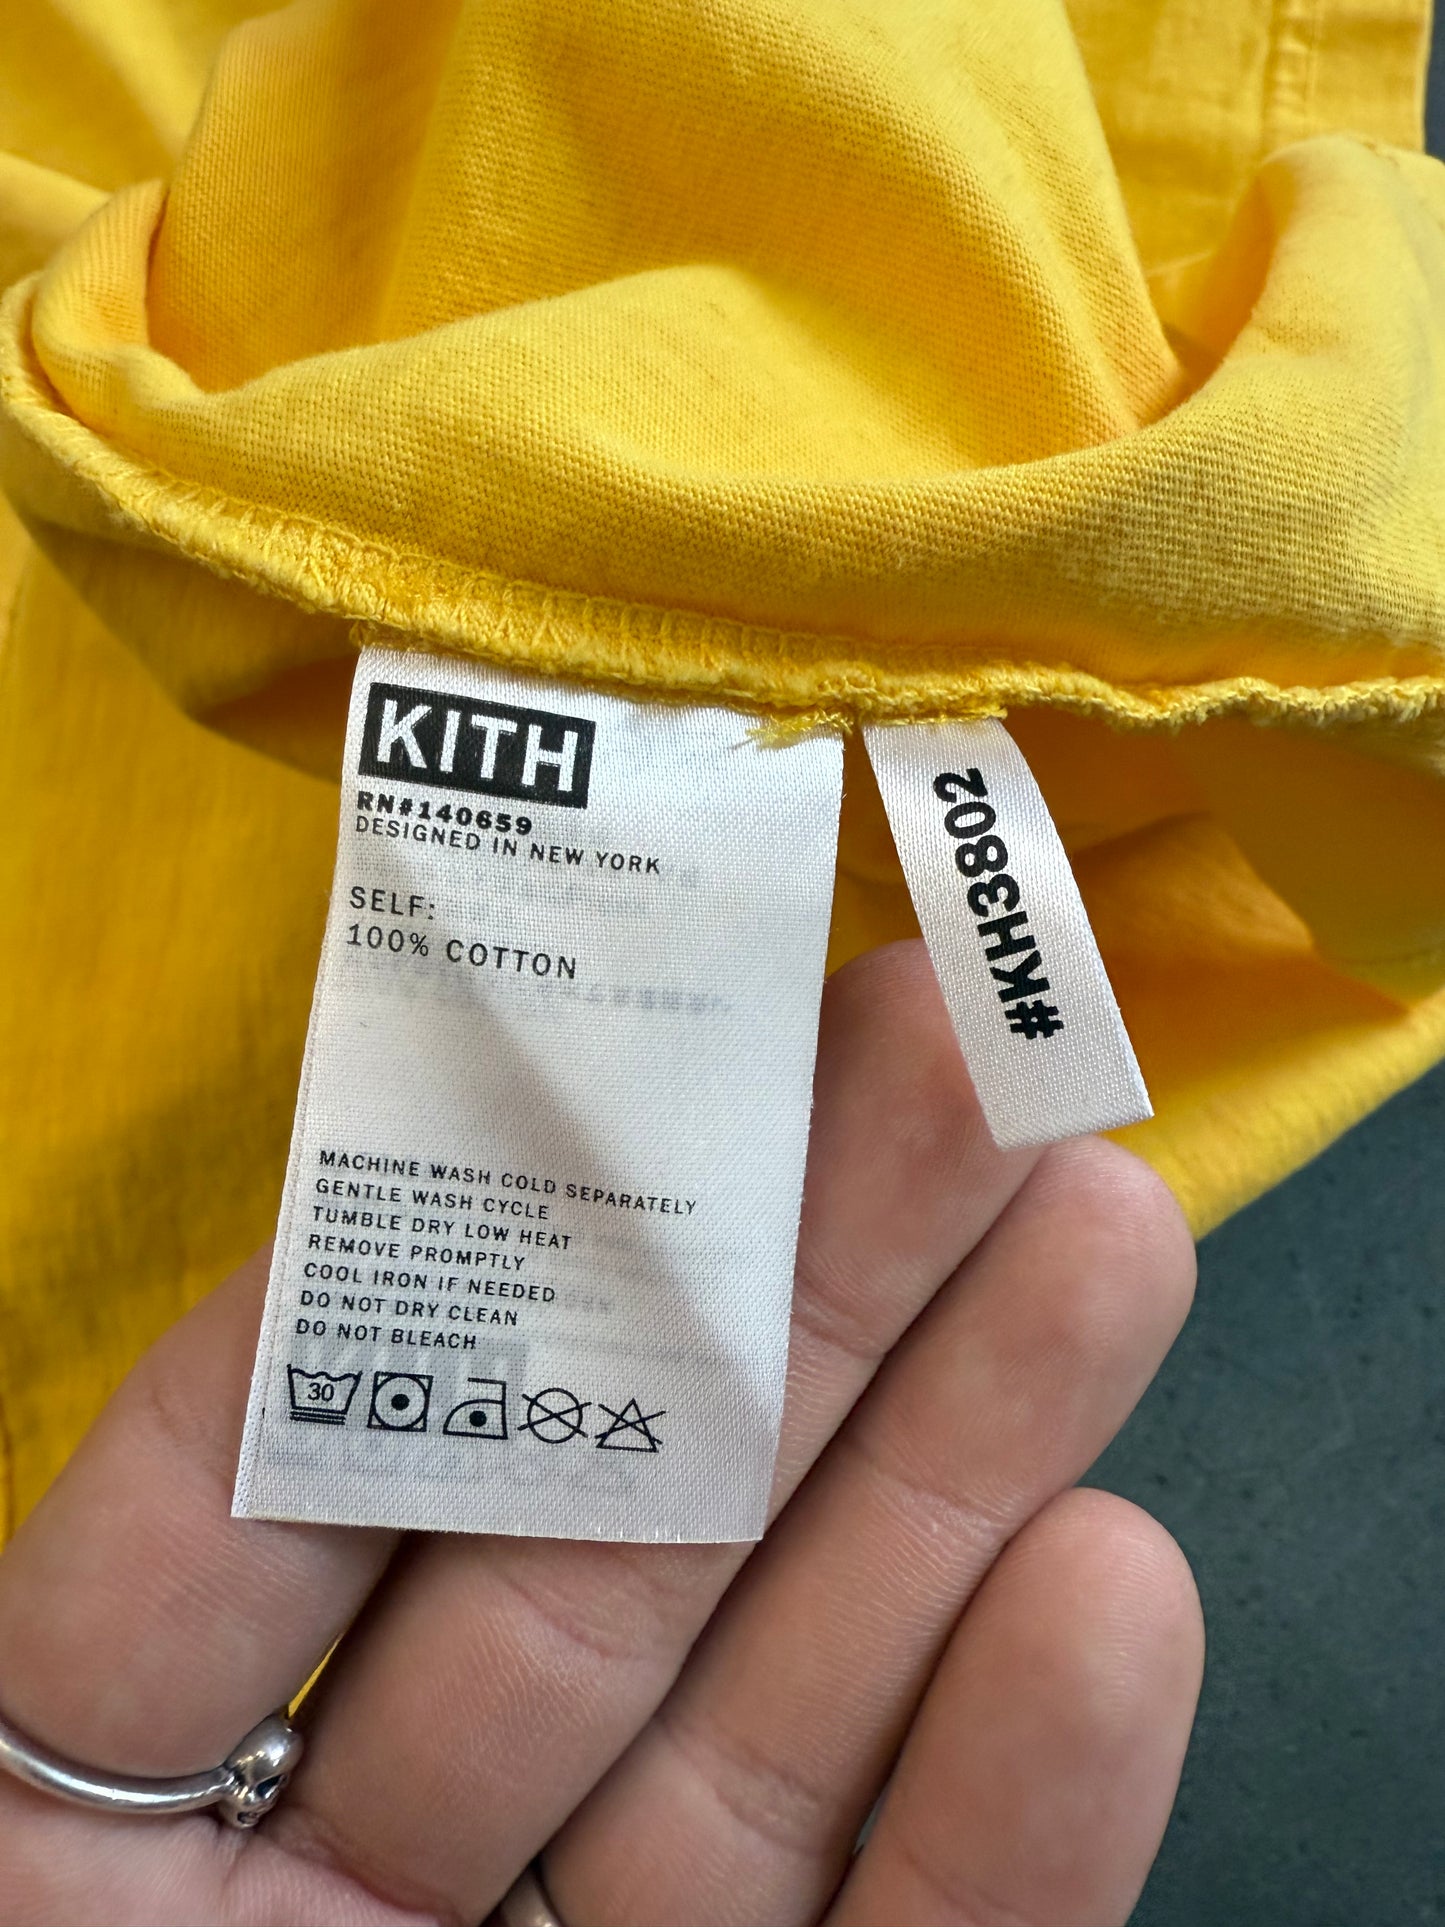 KITH
RN#140659
DESIGNED IN NEW YORK
SELF:
100% COTTON
MACHINE WASH COLD SEPARATELY
GENTLE WASH CYCLE
TUMBLE DRY LOW HEAT
REMOVE PROMPTLY
COOL IRON IF NEEDED
DO NOT DRY CLEAN
DO NOT BLEACH
30
#KH3802